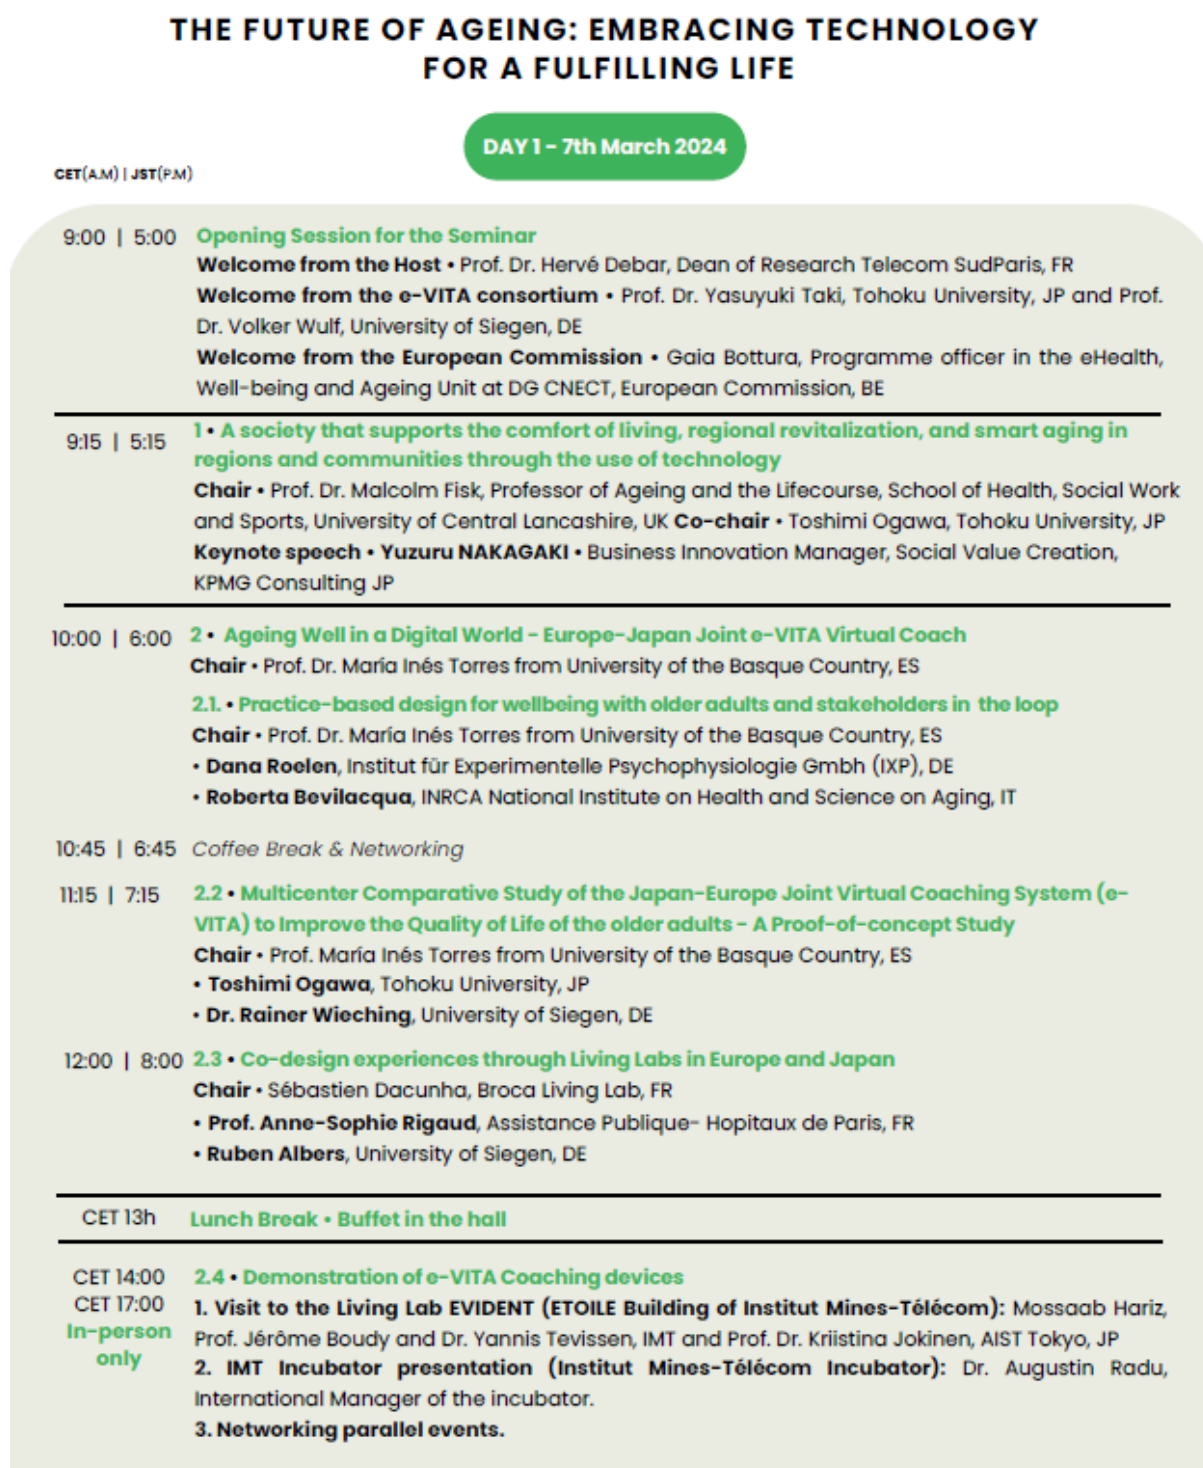 THE FUTURE OF AGEING: EMBRACING TECHNOLOGY
FOR A FULFILLING LIFE
DAY 1 - 7th March 2024
CET(A.M) | JST(P.M)
9:00 | 5:00 Opening Session for the Seminar
Welcome from the Host • Prof. Dr. Hervé Debar, Dean of Research Telecom SudParis, FR
Welcome from the e-VITA consortium • Prof. Dr. Yasuyuki Taki, Tohoku University, JP and Prof.
Dr. Volker Wulf, University of Siegen, DE
Welcome from the European Commission • Gaia Bottura, Programme officer in the eHealth,
Well-being and Ageing Unit at DG CNECT, European Commission, BE
9:15 | 5:15 1 • A society that supports the comfort of living, regional revitalization, and smart aging in
regions and communities through the use of technology
Chair • Prof. Dr. Malcolm Fisk, Professor of Ageing and the Lifecourse, School of Health, Social Work
and Sports, University of Central Lancashire, UK Co-chair • Toshimi Ogawa, Tohoku University, JP
Keynote speech • Yuzuru NAKAGAKI • Business Innovation Manager, Social Value Creation,
KPMG Consulting JP
10:00 | 6:00 2 • Ageing Well in a Digital World - Europe-Japan Joint e-VITA Virtual Coach
Chair • Prof. Dr. María Inés Torres from University of the Basque Country, ES
2.1. • Practice-based design for wellbeing with older adults and stakeholders in the loop
Chair • Prof. Dr. María Inés Torres from University of the Basque Country, ES
• Dana Roelen, Institut für Experimentelle Psychophysiologie Gmbh (IXP), DE
• Roberta Bevilacqua, INRCA National Institute on Health and Science on Aging, IT
10:45 | 6:45 Coffee Break & Networking
11:15 | 7:15 2.2 • Multicenter Comparative Study of the Japan-Europe Joint Virtual Coaching System (e-
VITA) to Improve the Quality of Life of the older adults - A Proof-of-concept Study
Chair • Prof. María Inés Torres from University of the Basque Country, ES
• Toshimi Ogawa, Tohoku University, JP
• Dr. Rainer Wieching, University of Siegen, DE
12:00 | 8:00 2.3 • Co-design experiences through Living Labs in Europe and Japan
Chair • Sébastien Dacunha, Broca Living Lab, FR
• Prof. Anne-Sophie Rigaud, Assistance Publique- Hopitaux de Paris, FR
• Ruben Albers, University of Siegen, DE
CET 13h Lunch Break • Buffet in the hall
CET 14:00 2.4 • Demonstration of e-VITA Coaching devices
CET 17:00 1. Visit to the Living Lab EVIDENT (ETOILE Building of Institut Mines-Télécom): Mossaab Hariz,
In-person Prof. Jérôme Boudy and Dr. Yannis Tevissen, IMT and Prof. Dr. Kriistina Jokinen, AIST Tokyo, JP
only 2. IMT Incubator presentation (Institut Mines-Télécom Incubator): Dr. Augustin Radu,
International Manager of the incubator.
3. Networking parallel events.